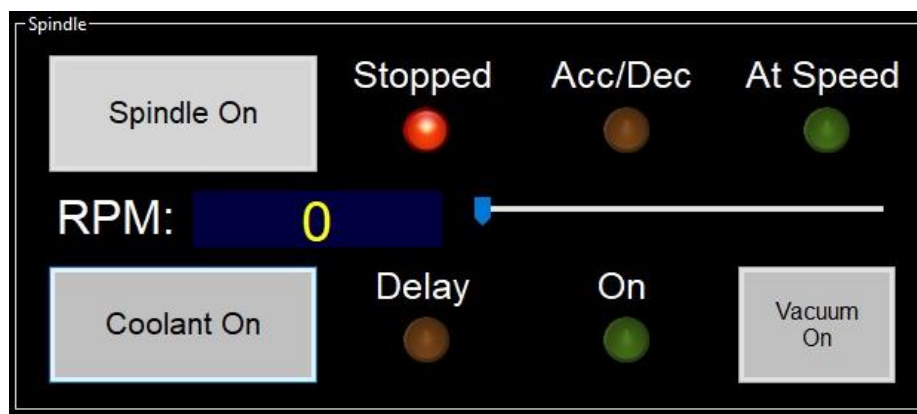 Spindle
Spindle On
Stopped
Acc/Dec
At Speed
RPM: 0
Coolant On
Delay
On
Vacuum
On